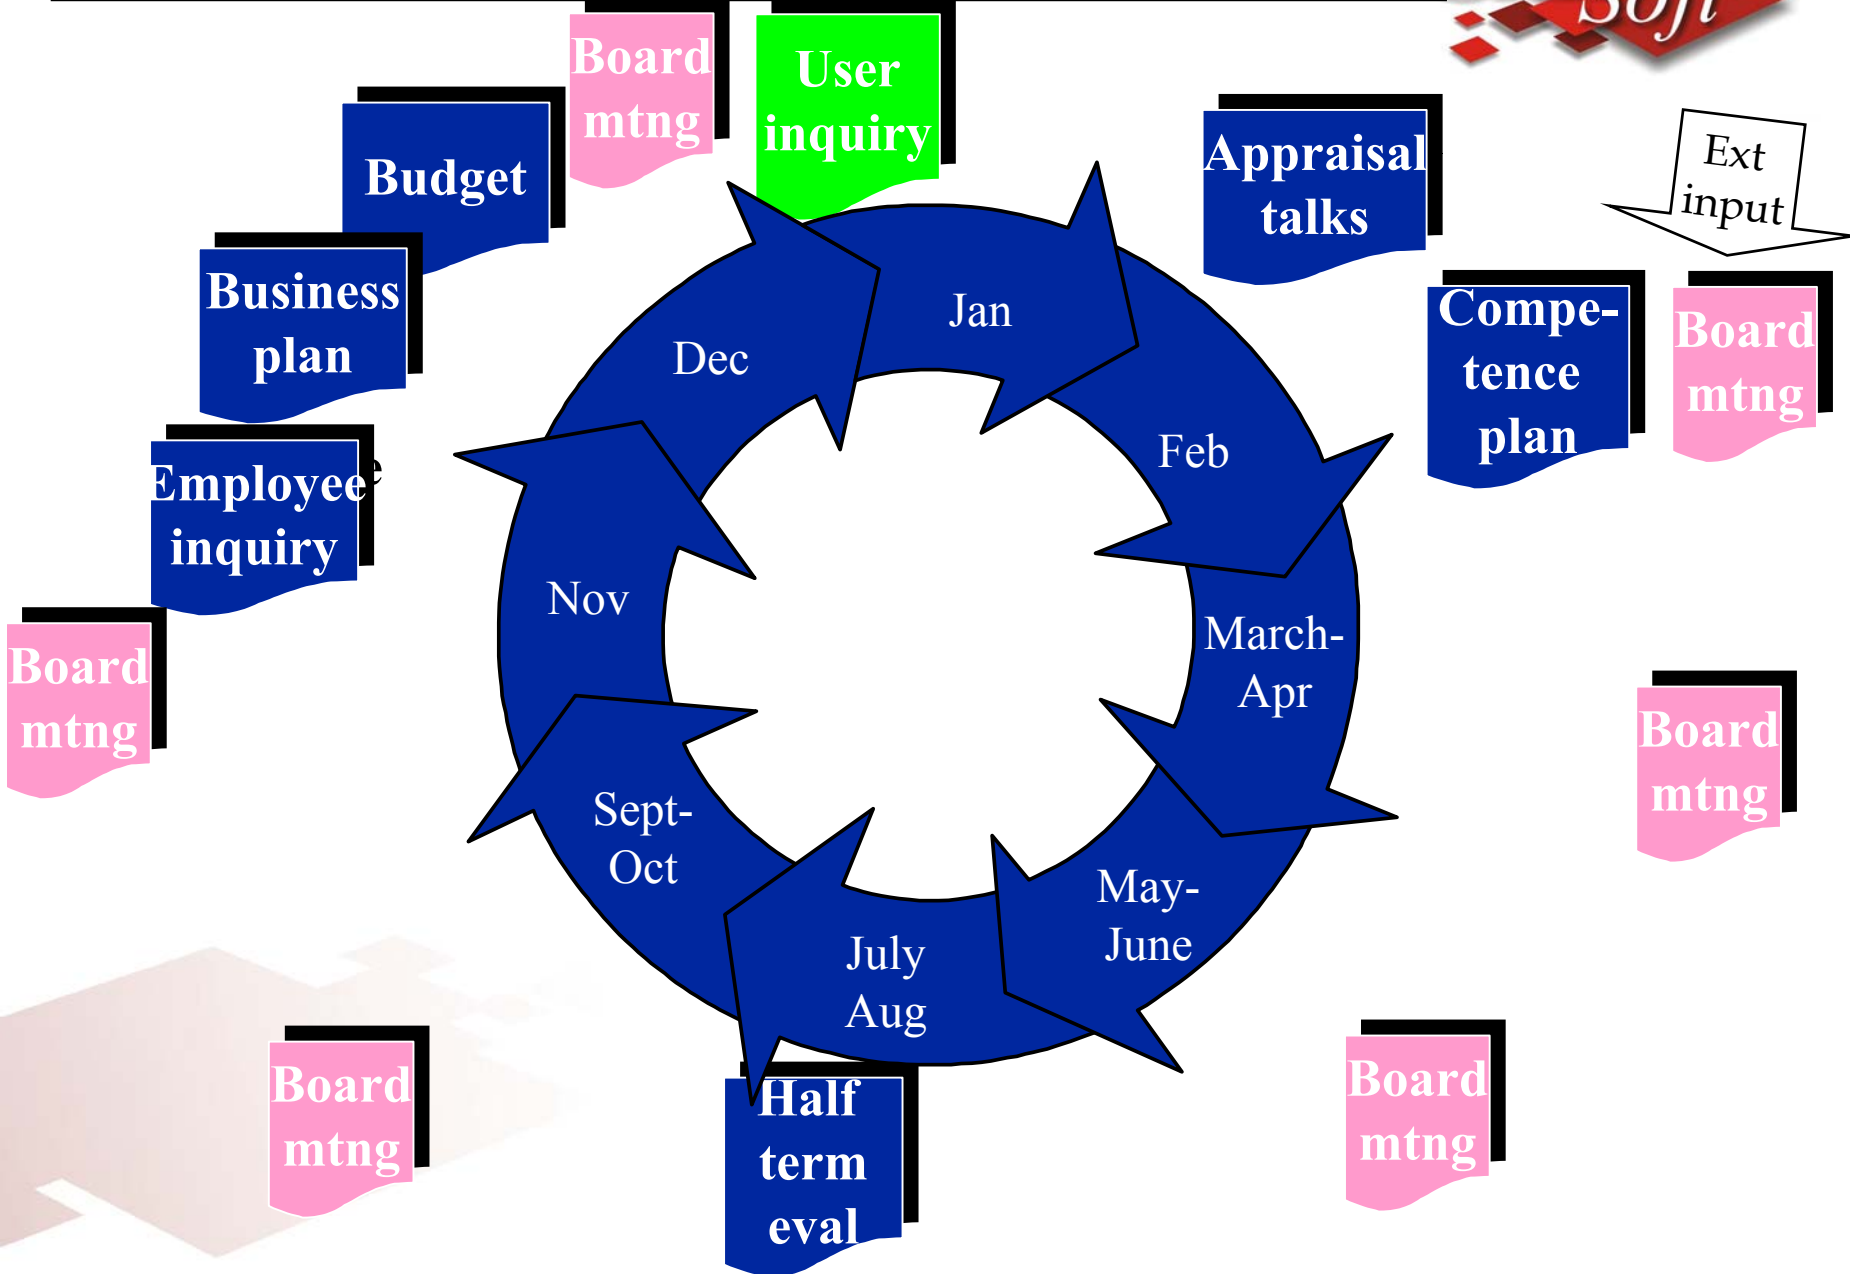 Soft
Board
mtng
User
inquiry
Budget
Appraisal
talks
Ext
input
Business
plan
Compe-
tence
plan
Board
mtng
Jan
Dec
Feb
Employee
inquiry
Nov
March-
Apr
Board
mtng
Board
mtng
Sept-
Oct
May-
June
July
Aug
Board
mtng
Half
term
eval
Board
mtng